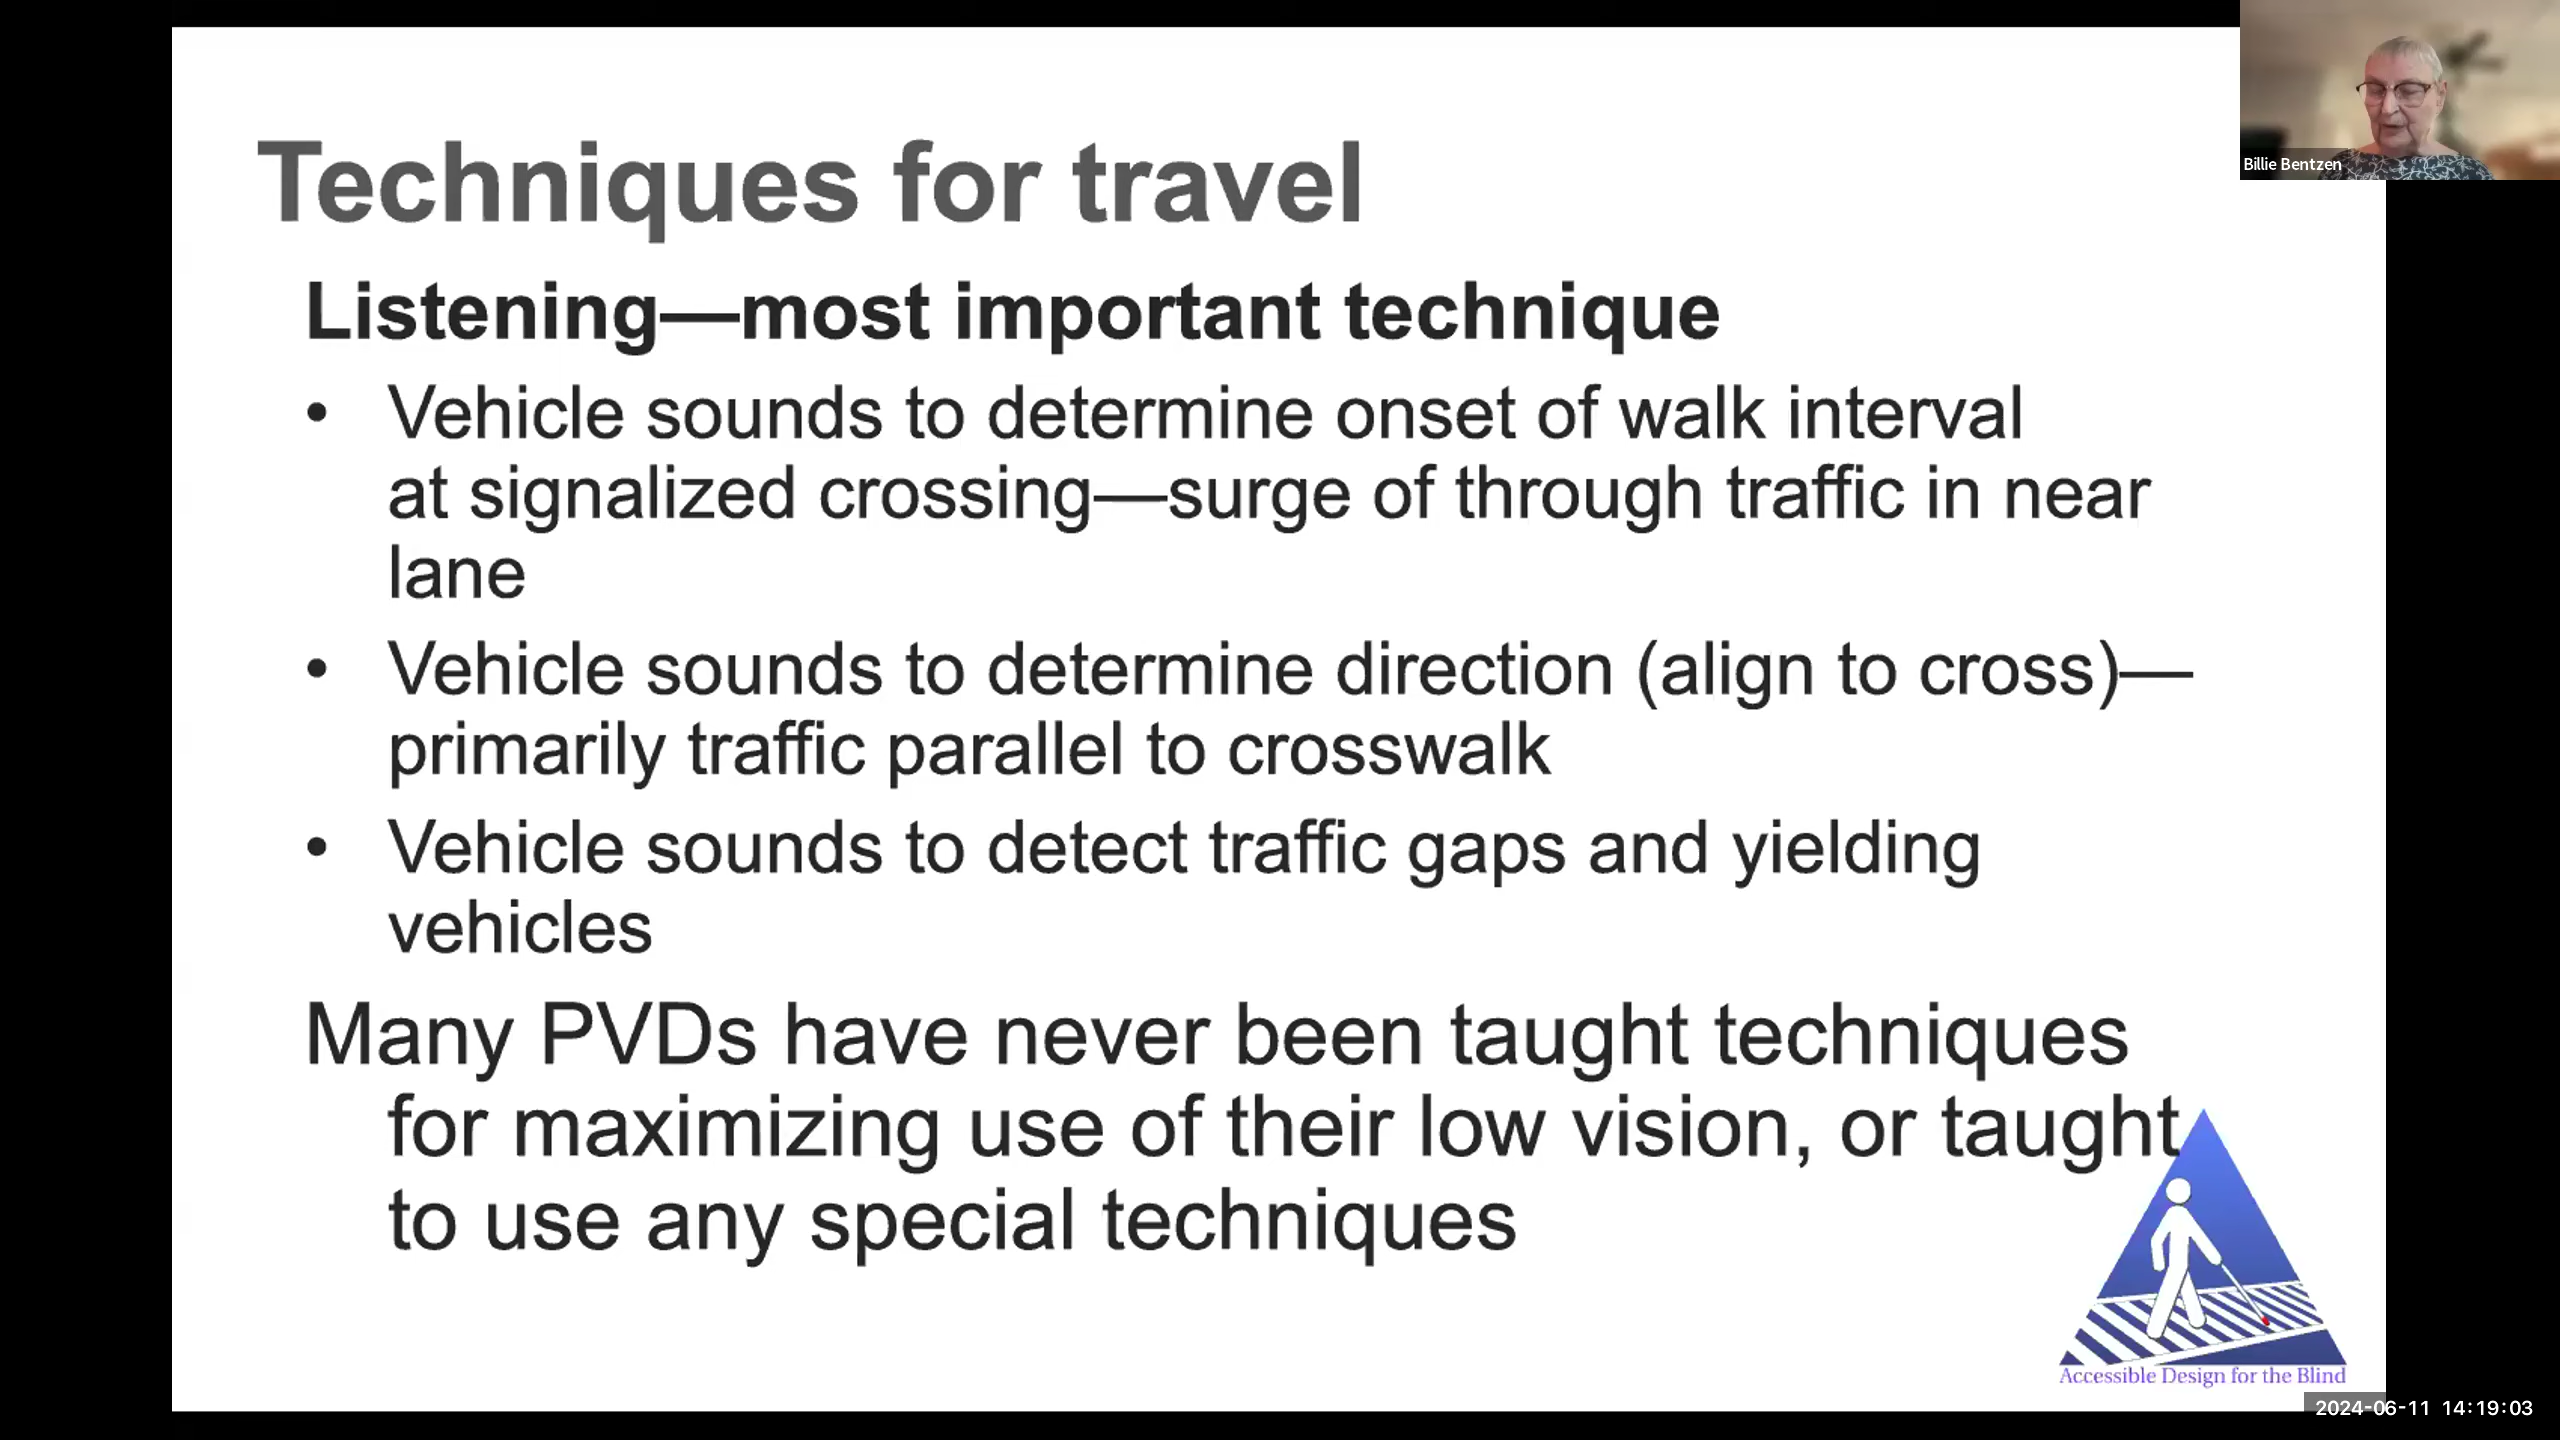 Techniques for travel
Listening—most important technique
• Vehicle sounds to determine onset of walk interval
at signalized crossing—surge of through traffic in near
lane
• Vehicle sounds to determine direction (align to cross)—
primarily traffic parallel to crosswalk
• Vehicle sounds to detect traffic gaps and yielding
vehicles
Many PVDs have never been taught techniques
for maximizing use of their low vision, or taught
to use any special techniques
Accessible Design for the Blind
Billie Bentzen
2024-06-11 14:19:03